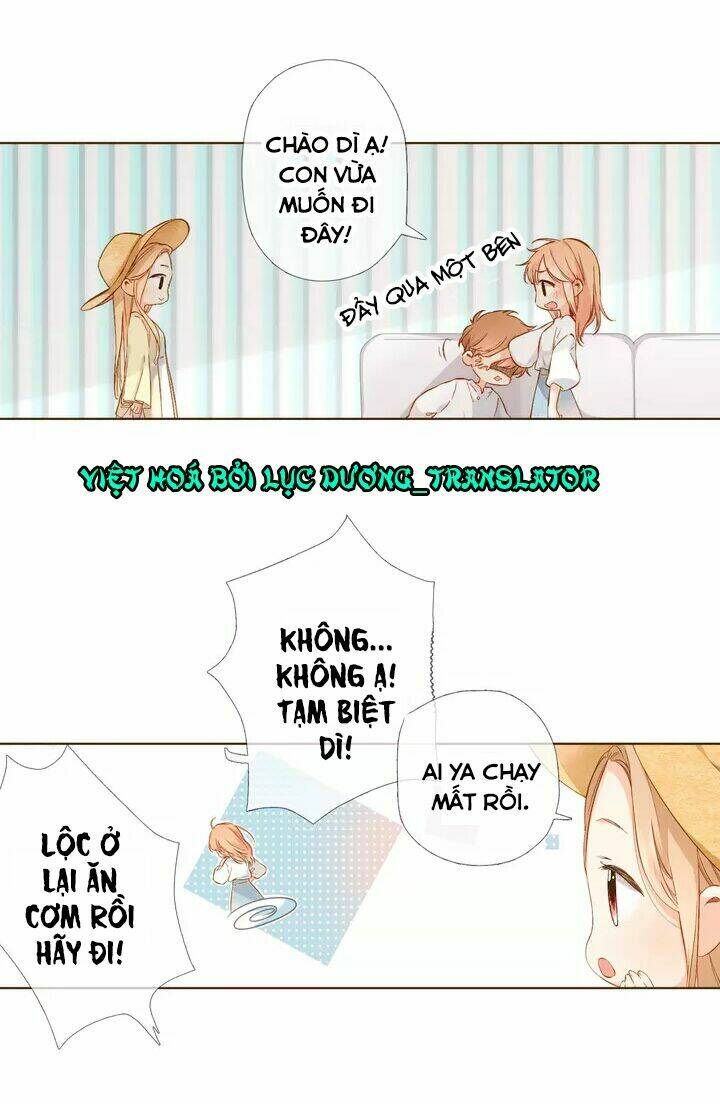 CHÀO DÌ Ạ!
CON VỪA
MUỐN ĐI
ĐÂY!
ĐẨY QUA MỘT BÊN
VIỆT HOÁ BỞI LỤC DƯƠNG_TRANSLATOR
KHÔNG...
KHÔNG Ạ!
TẠM BIỆT
DÌ!
AI YA CHẠY
MẤT RỒI.
LỘC Ở
LẠI ĂN
CƠM RỒI
HÃY ĐI!